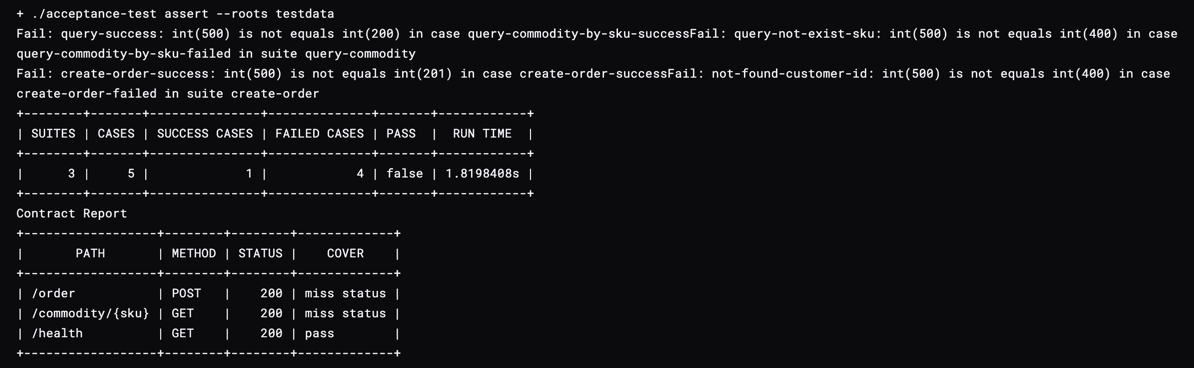 + ./acceptance-test assert --roots testdata
Fail: query-success: int(500) is not equals int(200) in case query-commodity-by-sku-successFail: query-not-exist-sku: int(500) is not equals int(400) in case
query-commodity-by-sku-failed in suite query-commodity
Fail: create-order-success: int(500) is not equals int(201) in case create-order-successFail: not-found-customer-id: int(500) is not equals int(400) in case
create-order-failed in suite create-order
+--------+-------+---------------+--------------+-------+------------+
| SUITES | CASES | SUCCESS CASES | FAILED CASES | PASS  |  RUN TIME  |
+--------+-------+---------------+--------------+-------+------------+
|      3 |     5 |             1 |            4 | false | 1.8198408s |
+--------+-------+---------------+--------------+-------+------------+
Contract Report
+------------------+--------+--------+-------------+
|       PATH       | METHOD | STATUS |    COVER    |
+------------------+--------+--------+-------------+
| /order           | POST   |    200 | miss status |
| /commodity/{sku} | GET    |    200 | miss status |
| /health          | GET    |    200 | pass        |
+------------------+--------+--------+-------------+